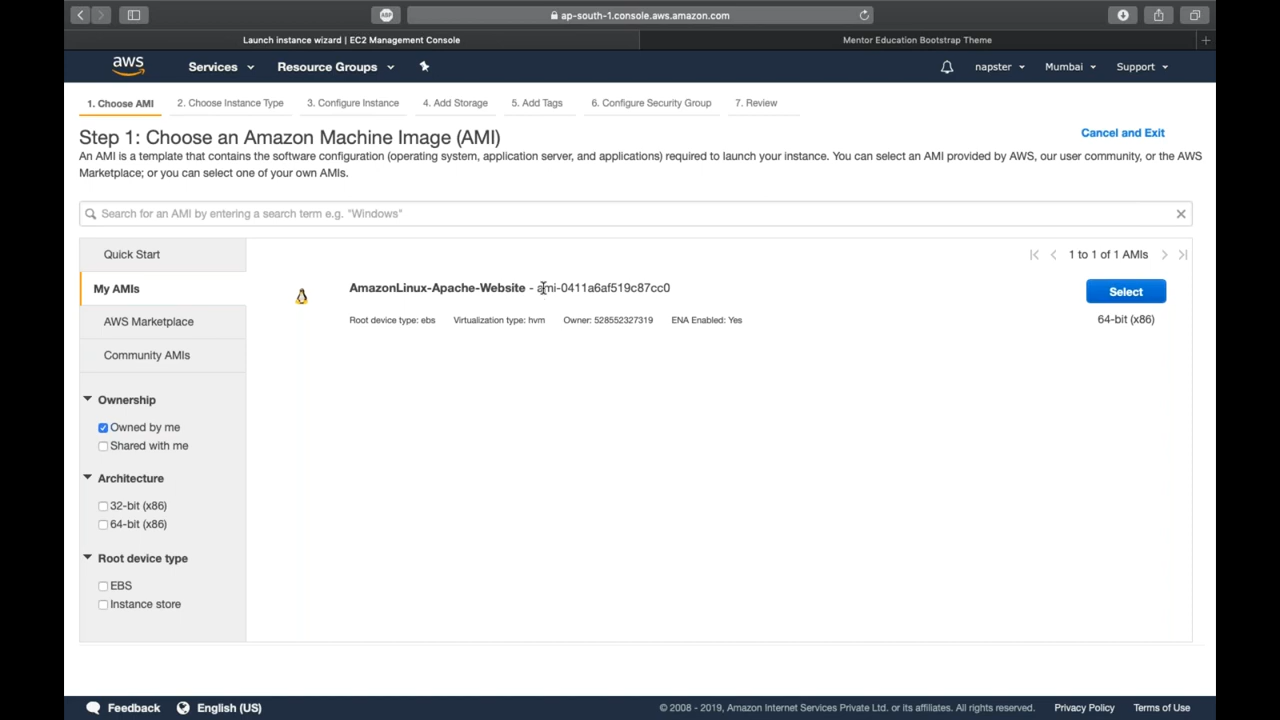 ABP
ap-south-1.console.aws.amazon.com
Launch instance wizard | EC2 Management Console
Mentor Education Bootstrap Theme
aws
Services
Resource Groups
napster
Mumbai
Support
1. Choose AMI
2. Choose Instance Type
3. Configure Instance
4. Add Storage
5. Add Tags
6. Configure Security Group
7. Review
Step 1: Choose an Amazon Machine Image (AMI)
Cancel and Exit
An AMI is a template that contains the software configuration (operating system, application server, and applications) required to launch your instance. You can select an AMI provided by AWS, our user community, or the AWS
Marketplace; or you can select one of your own AMIs.
Search for an AMI by entering a search term e.g. "Windows"
Quick Start
My AMIs
AWS Marketplace
Community AMIs
Ownership
Owned by me
Shared with me
Architecture
32-bit (x86)
64-bit (x86)
Root device type
EBS
Instance store
1 to 1 of 1 AMIs
AmazonLinux-Apache-Website - ami-0411a6af519c87cc0
Select
Root device type: ebs Virtualization type: hvm Owner: 528552327319 ENA Enabled: Yes
64-bit (x86)
Feedback
English (US)
© 2008 - 2019, Amazon Internet Services Private Ltd. or its affiliates. All rights reserved.
Privacy Policy
Terms of Use